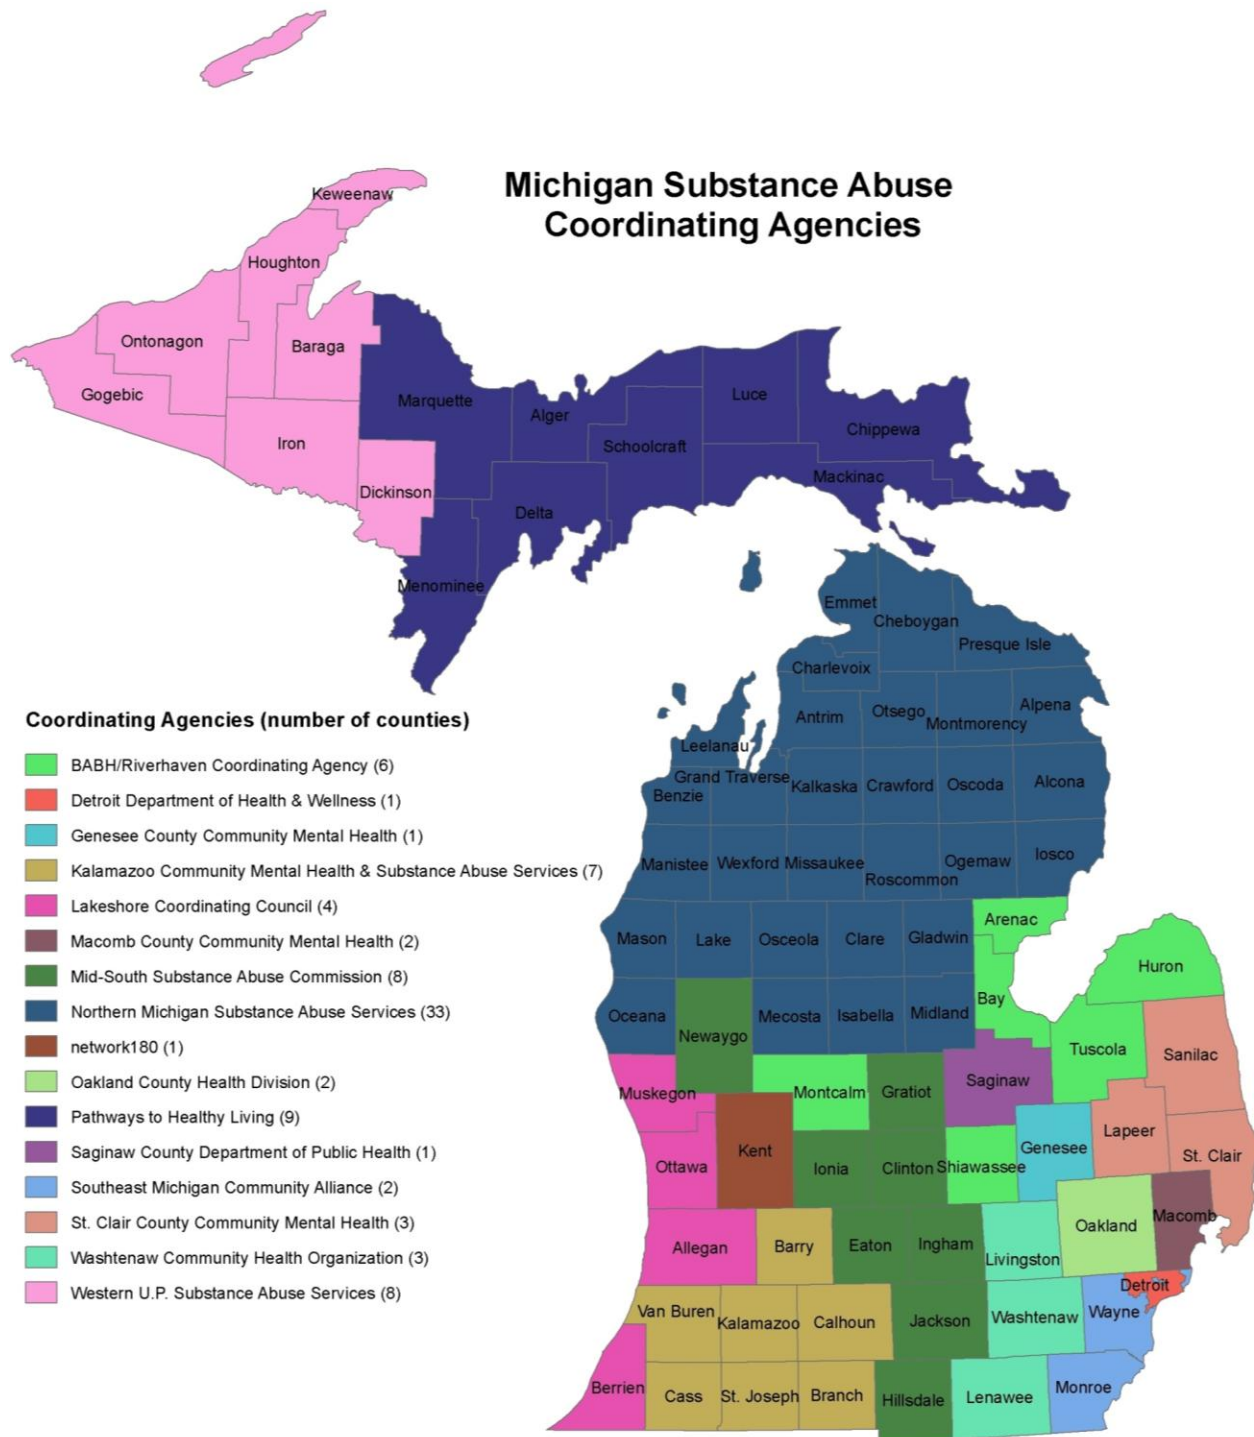 Michigan Substance Abuse
Coordinating Agencies
Keweenaw
Houghton
Ontonagon
Baraga
Gogebic
Marquette
Alger
Luce
Chippewa
Iron
Schoolcraft
Mackinac
Dickinson
Delta
Menominee
Emmet
Cheboygan
Presque Isle
Charlevoix
Antrim
Otsego
Montmorency
Alpena
Leelanau
Grand Traverse
Benzie
Kalkaska
Crawford
Oscoda
Alcona
Manistee
Wexford
Missaukee
Roscommon
Ogemaw
Iosco
Mason
Lake
Osceola
Clare
Gladwin
Arenac
Huron
Oceana
Newaygo
Mecosta
Isabella
Midland
Bay
Tuscola
Sanilac
Muskegon
Montcalm
Gratiot
Saginaw
Ottawa
Kent
Ionia
Clinton
Shiawassee
Genesee
Lapeer
St. Clair
Allegan
Barry
Eaton
Ingham
Livingston
Oakland
Macomb
Detroit
Van Buren
Kalamazoo
Calhoun
Jackson
Washtenaw
Wayne
Berrien
Cass
St. Joseph
Branch
Hillsdale
Lenawee
Monroe
Coordinating Agencies (number of counties)
BABH/Riverhaven Coordinating Agency (6)
Detroit Department of Health & Wellness (1)
Genesee County Community Mental Health (1)
Kalamazoo Community Mental Health & Substance Abuse Services (7)
Lakeshore Coordinating Council (4)
Macomb County Community Mental Health (2)
Mid-South Substance Abuse Commission (8)
Northern Michigan Substance Abuse Services (33)
network180 (1)
Oakland County Health Division (2)
Pathways to Healthy Living (9)
Saginaw County Department of Public Health (1)
Southeast Michigan Community Alliance (2)
St. Clair County Community Mental Health (3)
Washtenaw Community Health Organization (3)
Western U.P. Substance Abuse Services (8)